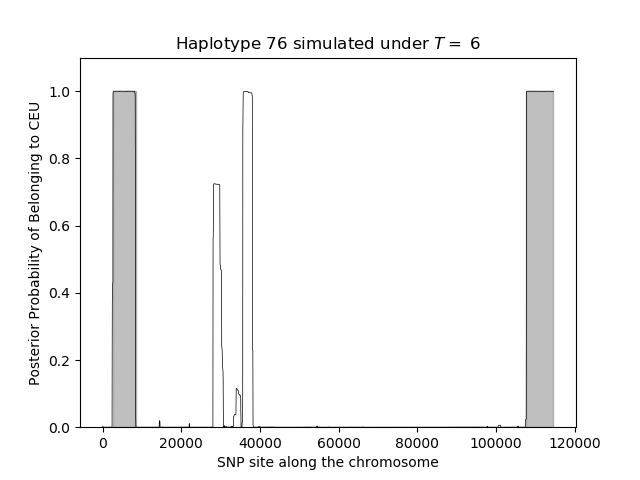 Haplotype 76 simulated under T = 6
Posterior Probability of Belonging to CEU
1.0
0.8
0.6
0.4
0.2
0.0
0 20000 40000 60000 80000 100000 120000
SNP site along the chromosome